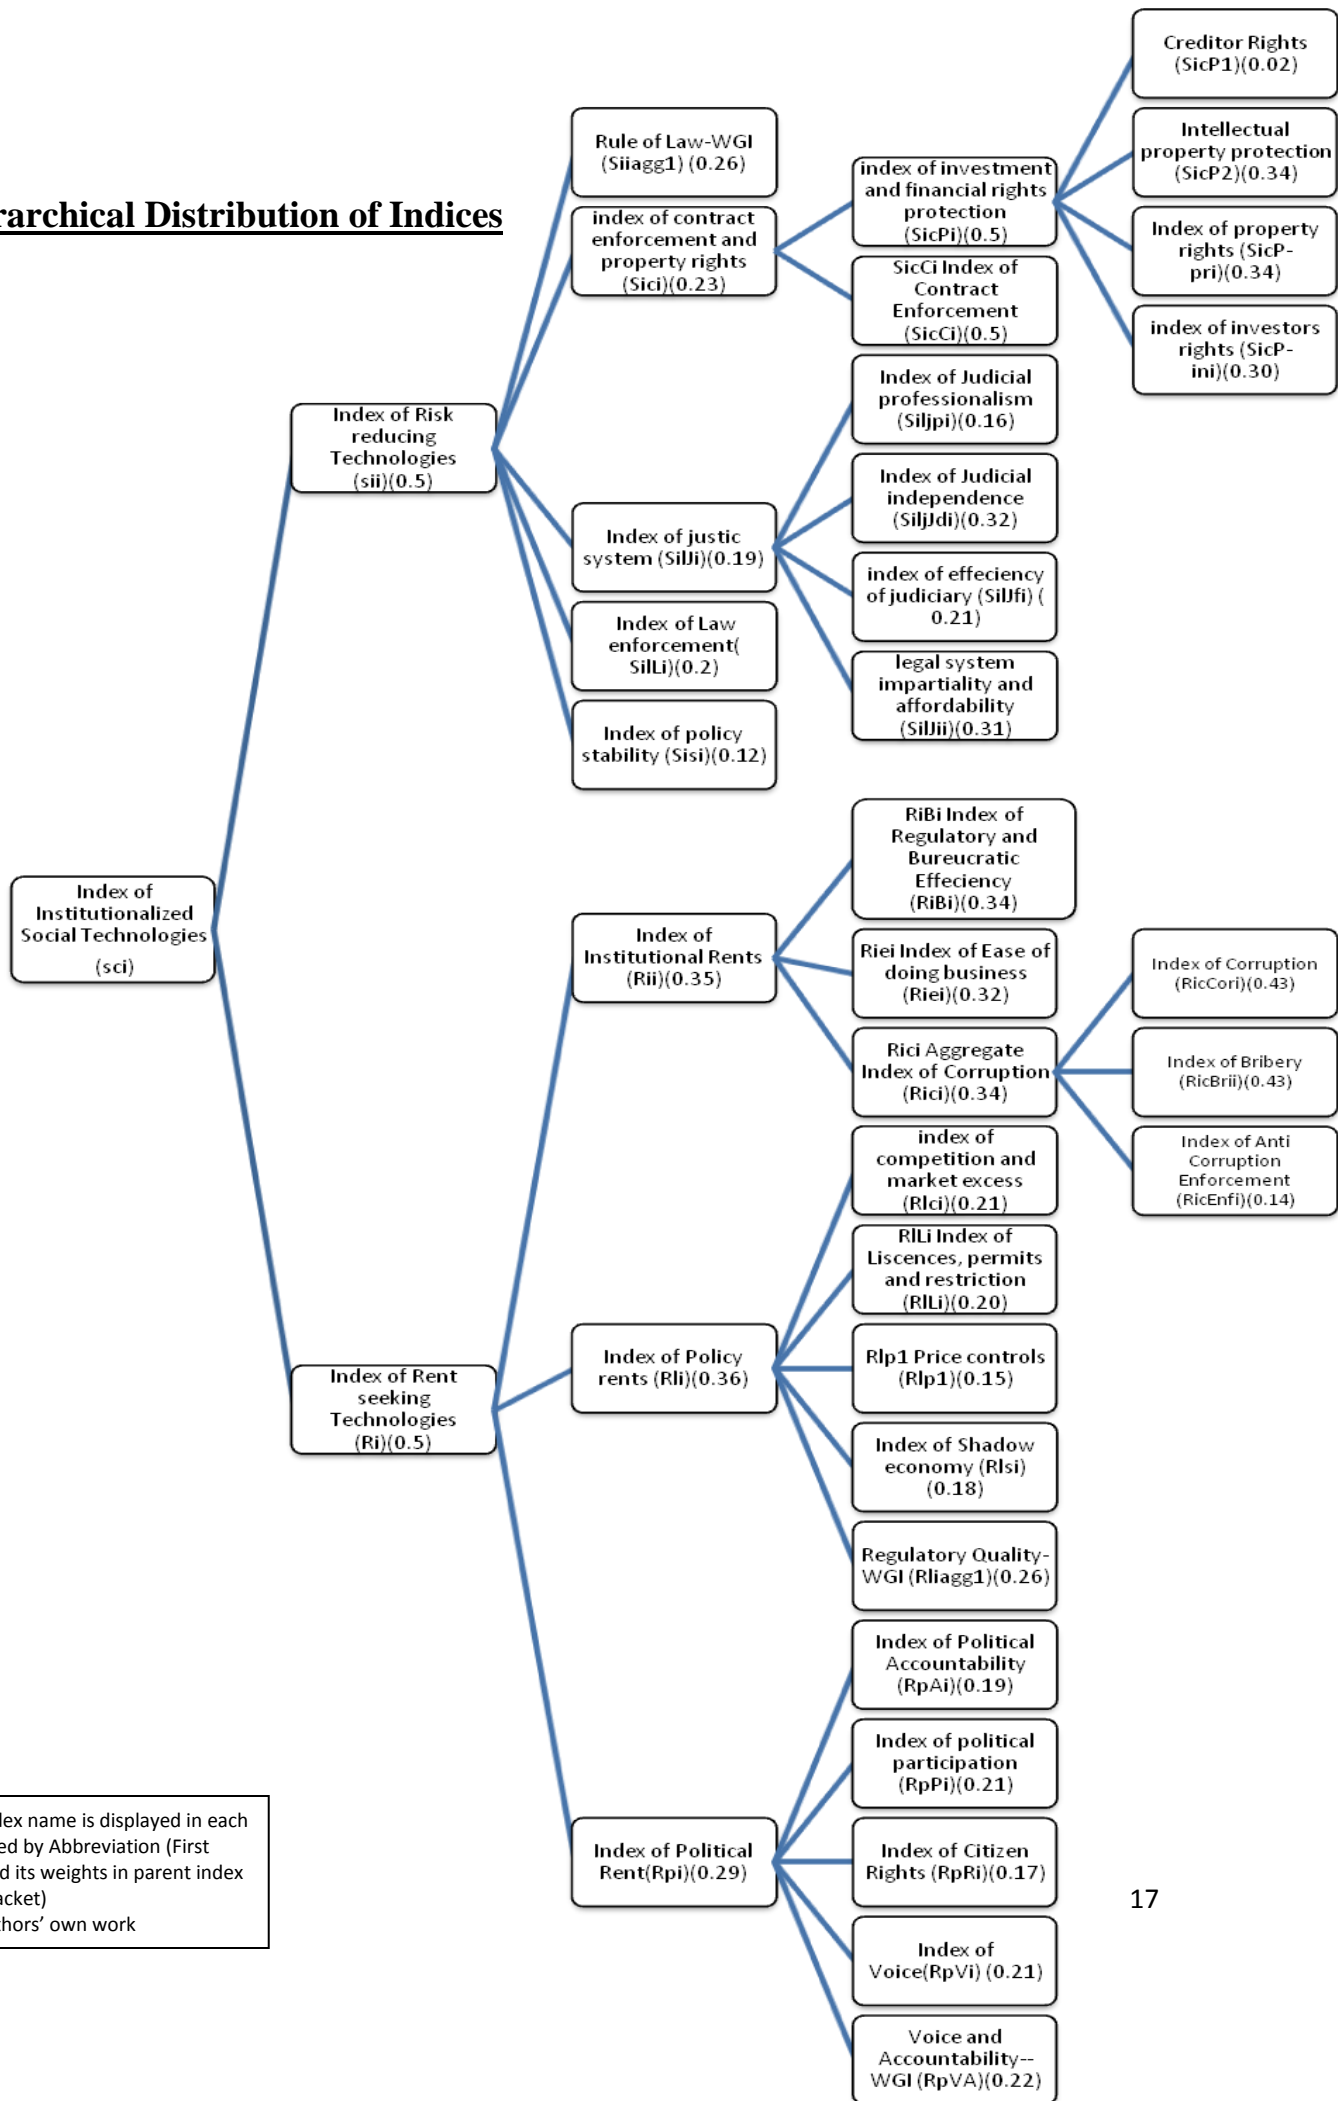 rarchical Distribution of Indices
Index of
Institutionalized
Social Technologies
(sci)
Index of Risk
reducing
Technologies
(sii)(0.5)
Index of Rent
seeking
Technologies
(Ri)(0.5)
Rule of Law-WGI
(Siiagg1) (0.26)
index of contract
enforcement and
property rights
(Sici)(0.23)
Index of justic
system (SilJi)(0.19)
Index of Law
enforcement(
SilLi)(0.2)
Index of policy
stability (Sisi)(0.12)
Index of
Institutional Rents
(Rii)(0.35)
Index of Policy
rents (Rli)(0.36)
Index of Political
Rent(Rpi)(0.29)
index of investment
and financial rights
protection
(SicPi)(0.5)
SicCi Index of
Contract
Enforcement
(SicCi)(0.5)
Index of Judicial
professionalism
(Siljpi)(0.16)
Index of Judicial
independence
(SiljJdi)(0.32)
index of effeciency
of judiciary (SilJfi) (
0.21)
legal system
impartiality and
affordability
(SilJii)(0.31)
RiBi Index of
Regulatory and
Bureucratic
Effeciency
(RiBi)(0.34)
Riei Index of Ease of
doing business
(Riei)(0.32)
Rici Aggregate
Index of Corruption
(Rici)(0.34)
index of
competition and
market excess
(Rlci)(0.21)
RlLi Index of
Liscences, permits
and restriction
(RlLi)(0.20)
Rlp1 Price controls
(Rlp1)(0.15)
Index of Shadow
economy (Rlsi)
(0.18)
Regulatory Quality-
WGI (Rliagg1)(0.26)
Index of Political
Accountability
(RpAi)(0.19)
Index of political
participation
(RpPi)(0.21)
Index of Citizen
Rights (RpRi)(0.17)
Index of
Voice(RpVi) (0.21)
Voice and
Accountability--
WGI (RpVA)(0.22)
Creditor Rights
(SicP1)(0.02)
Intellectual
property protection
(SicP2)(0.34)
Index of property
rights (SicP-
pri)(0.34)
index of investors
rights (SicP-
ini)(0.30)
Index of Corruption
(RicCori)(0.43)
Index of Bribery
(RicBrii)(0.43)
Index of Anti
Corruption
Enforcement
(RicEnfi)(0.14)
lex name is displayed in each
ed by Abbreviation (First
d its weights in parent index
acket)
thors’ own work
17